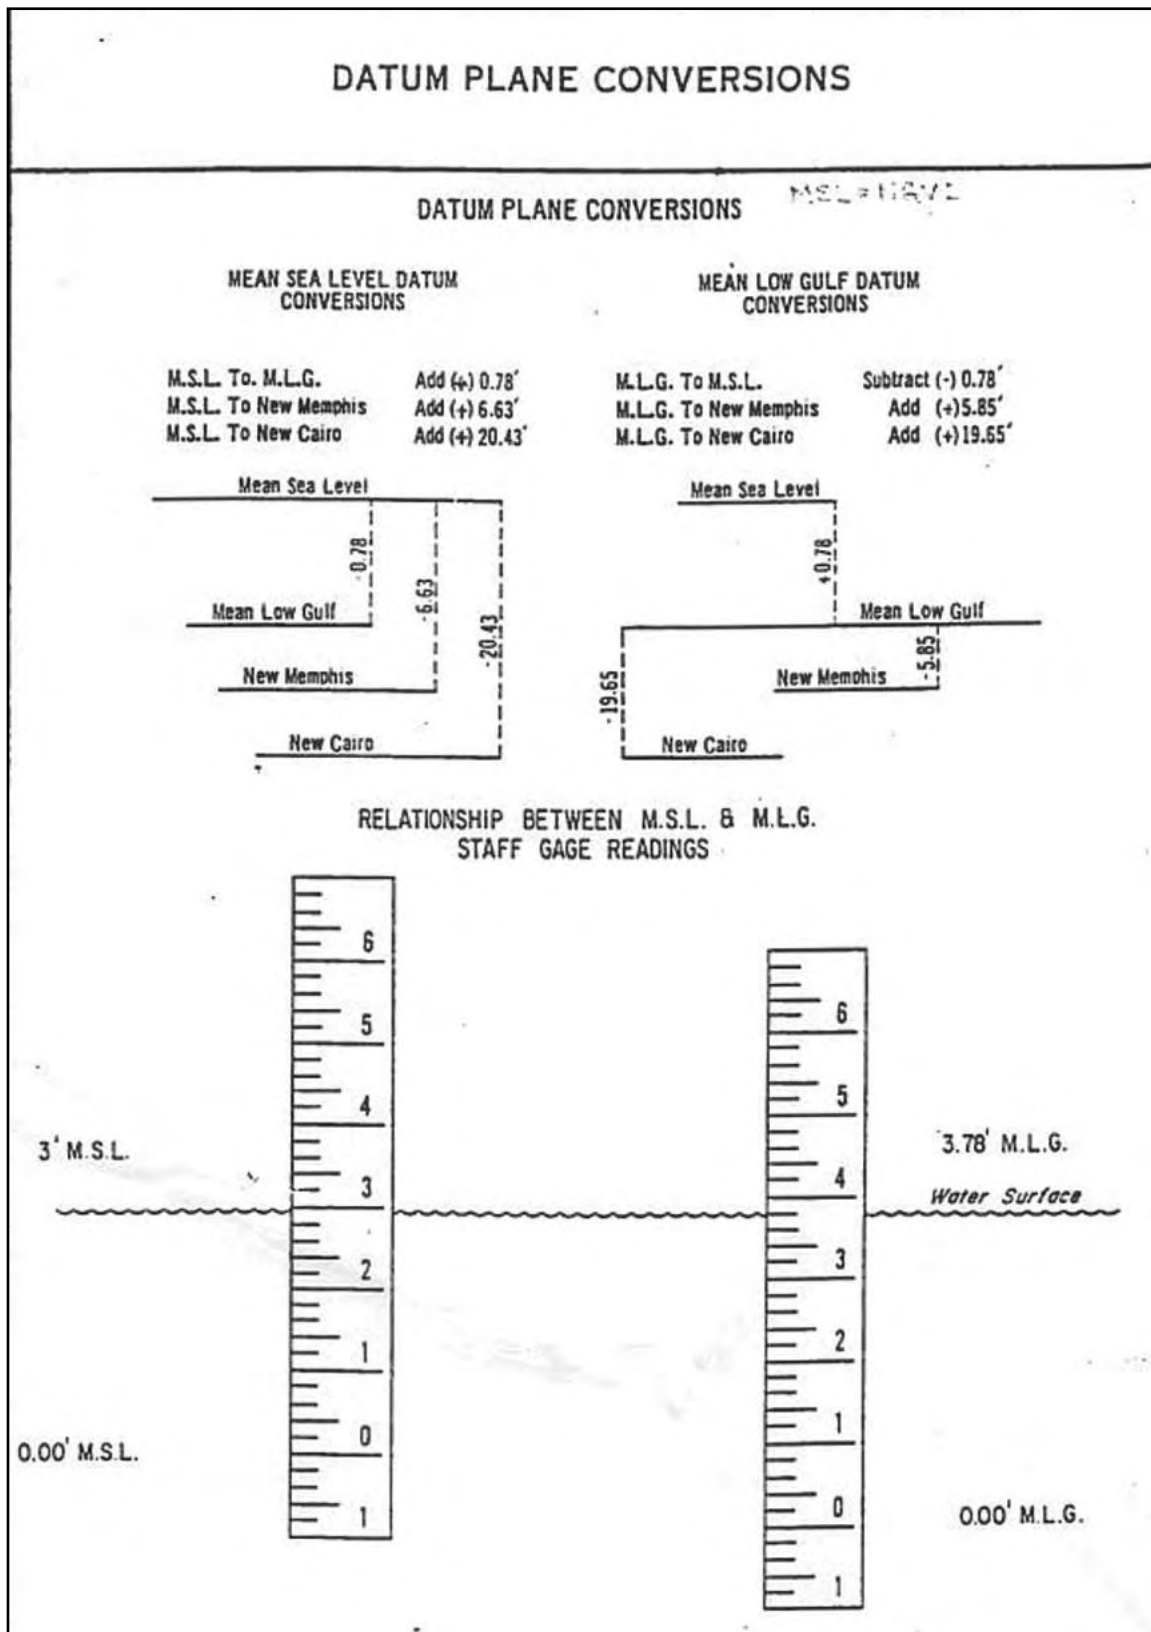 DATUM PLANE CONVERSIONS
DATUM PLANE CONVERSIONS
MEAN SEA LEVEL DATUM
CONVERSIONS
M.S.L. To. M.L.G. Add (+) 0.78'
M.S.L. To New Memphis Add (+) 6.63'
M.S.L. To New Cairo Add (+) 20.43'
Mean Sea Level
-0.78
-6.63
-20.43
Mean Low Gulf
New Memphis
New Cairo
MEAN LOW GULF DATUM
CONVERSIONS
M.L.G. To M.S.L. Subtract (-) 0.78'
M.L.G. To New Memphis Add (+)5.85'
M.L.G. To New Cairo Add (+)19.65'
Mean Sea Level
+0.78
Mean Low Gulf
-5.85
New Memphis
-19.65
New Cairo
RELATIONSHIP BETWEEN M.S.L. & M.L.G.
STAFF GAGE READINGS
6
5
4
3' M.S.L.
3
2
1
0
0.00' M.S.L.
1
6
5
3.78' M.L.G.
4
Water Surface
3
2
1
0
0.00' M.L.G.
1